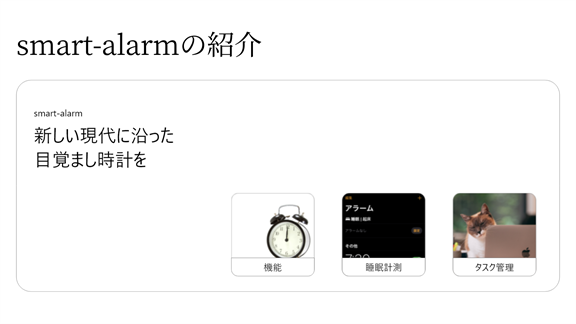 smart-alarmの紹介
smart-alarm
新しい現代に沿った
目覚まし時計を
アラーム
睡眠 | 起床
その他
機能
睡眠計測
タスク管理